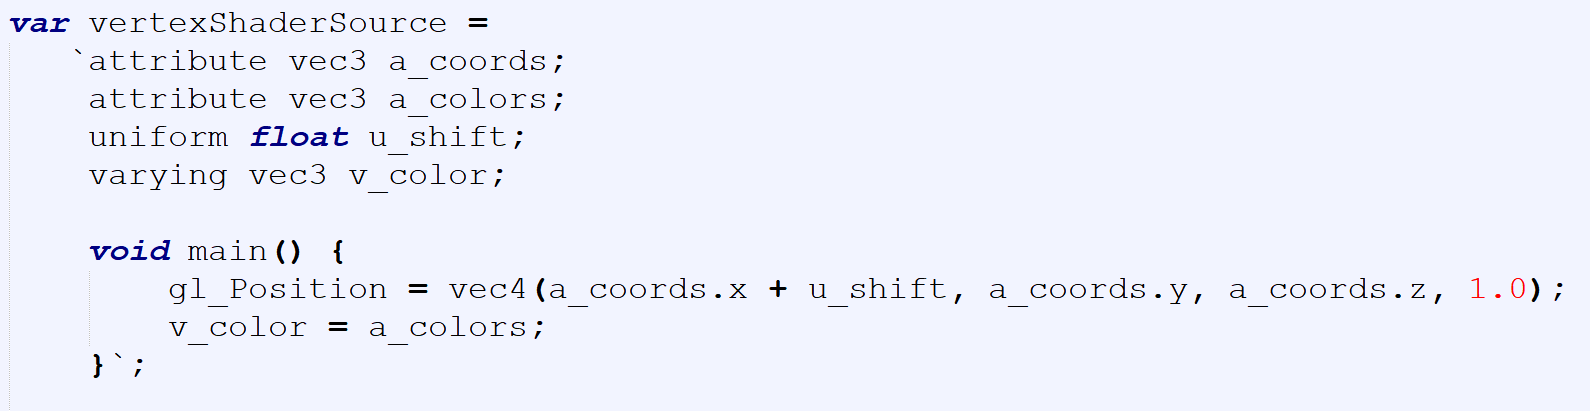 var vertexShaderSource =
`attribute vec3 a_coords;
attribute vec3 a_colors;
uniform float u_shift;
varying vec3 v_color;
void main() {
gl_Position = vec4(a_coords.x + u_shift, a_coords.y, a_coords.z, 1.0);
v_color = a_colors;
}`;